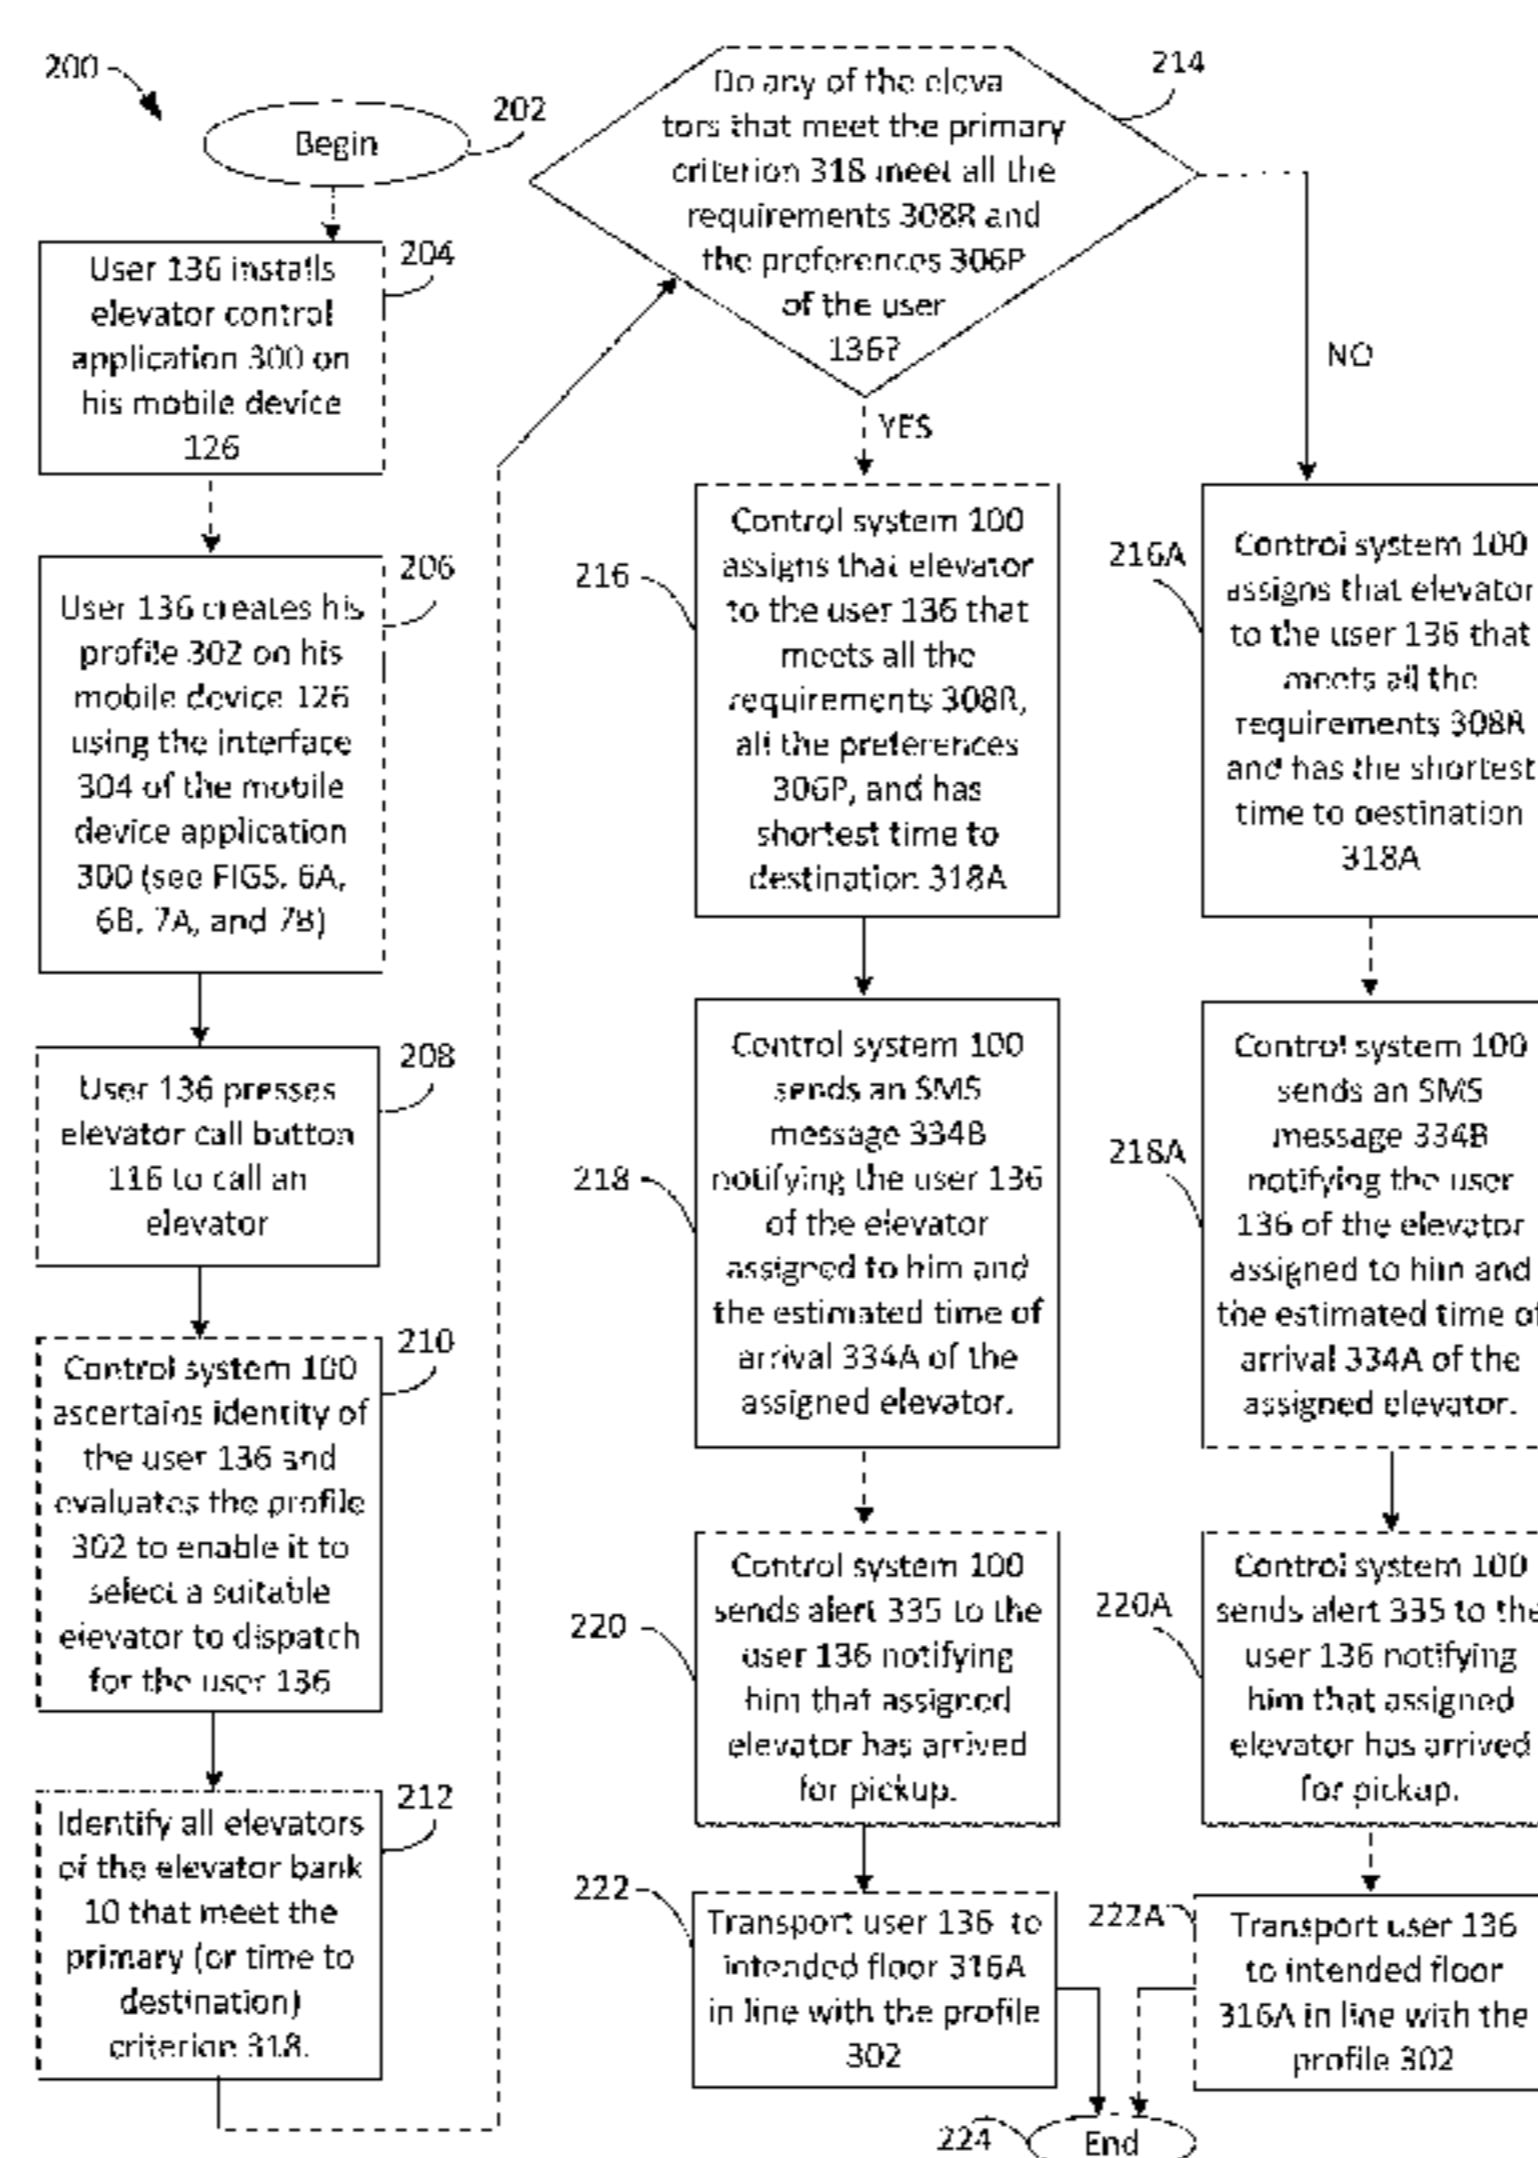 200
Begin
202
User 136 installs
elevator control
application 300 on
his mobile device
126
204
User 136 creates his
profile 302 on his
mobile device 126
using the interface
304 of the mobile
device application
300 (see FIGS. 6A,
6B, 7A, and 7B)
206
User 136 presses
elevator call button
116 to call an
elevator
208
Control system 100
ascertains identity of
the user 136 and
evaluates the profile
302 to enable it to
select a suitable
elevator to dispatch
for the user 136
210
Identify all elevators
of the elevator bank
10 that meet the
primary (or time to
destination)
criterion 318.
212
Do any of the eleva
tors that meet the primary
criterion 318 meet all the
requirements 308R and
the preferences 306P
of the user
136?
214
YES
NO
216
Control system 100
assigns that elevator
to the user 136 that
meets all the
requirements 308R,
all the preferences
306P, and has
shortest time to
destination 318A
218
Control system 100
sends an SMS
message 334B
notifying the user 136
of the elevator
assigned to him and
the estimated time of
arrival 334A of the
assigned elevator.
220
Control system 100
sends alert 335 to the
user 136 notifying
him that assigned
elevator has arrived
for pickup.
222
Transport user 136 to
intended floor 316A
in line with the profile
302
216A
Control system 100
assigns that elevator
to the user 136 that
meets all the
requirements 308R
and has the shortest
time to destination
318A
218A
Control system 100
sends an SMS
message 334B
notifying the user
136 of the elevator
assigned to him and
the estimated time of
arrival 334A of the
assigned elevator.
220A
Control system 100
sends alert 335 to the
user 136 notifying
him that assigned
elevator has arrived
for pickup.
222A
Transport user 136
to intended floor
316A in line with the
profile 302
224
End